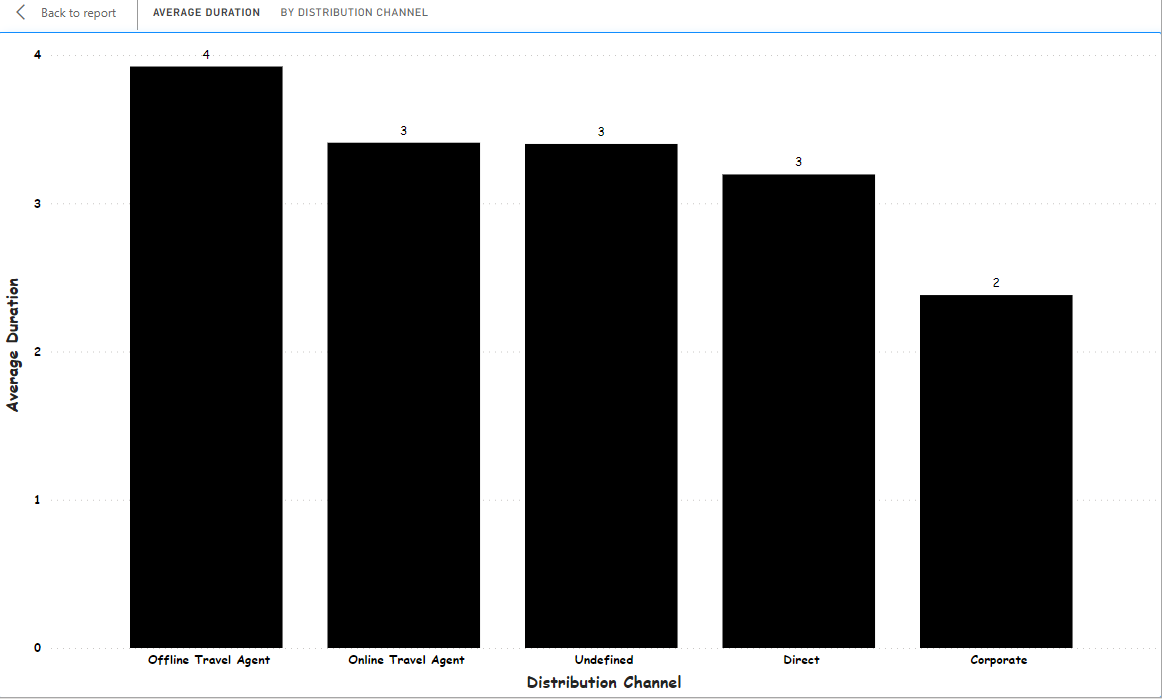 Back to report AVERAGE DURATION BY DISTRIBUTION CHANNEL
4
4
3
3
3
2
3
2
1
0
Average Duration
Offline Travel Agent Online Travel Agent Undefined Direct Corporate
Distribution Channel